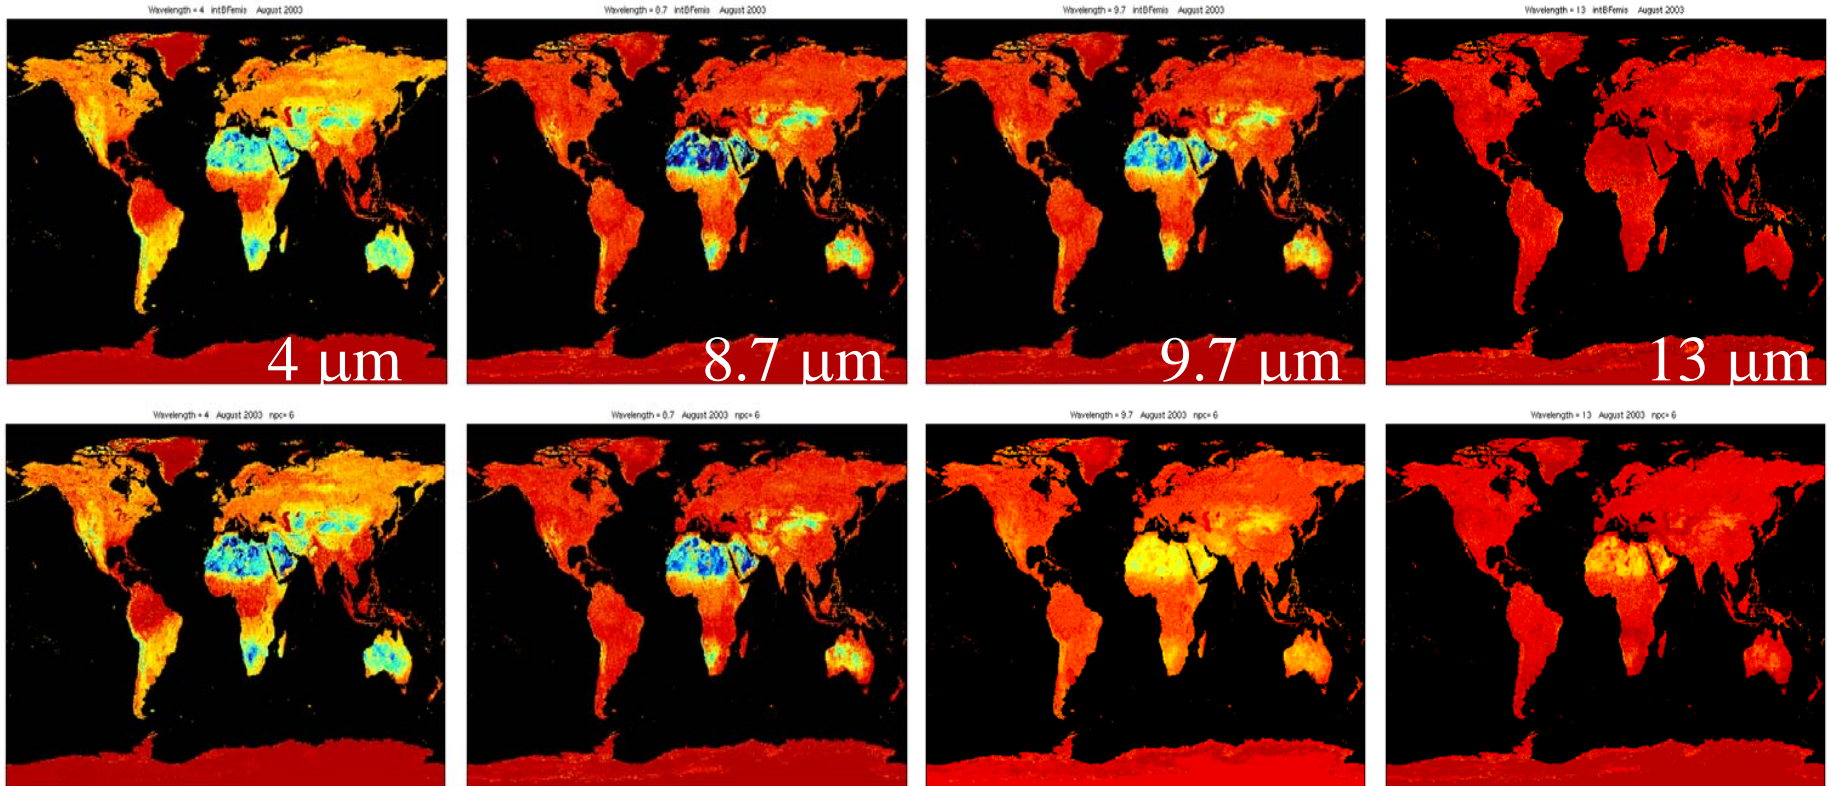 Wavelength = 4 intBFemis August 2003
Wavelength = 8.7 intBFemis August 2003
Wavelength = 9.7 intBFemis August 2003
Wavelength = 13 intBFemis August 2003
4 µm
8.7 µm
9.7 µm
13 µm
Wavelength = 4 August 2003 npc= 6
Wavelength = 8.7 August 2003 npc= 6
Wavelength = 9.7 August 2003 npc= 6
Wavelength = 13 August 2003 npc= 6